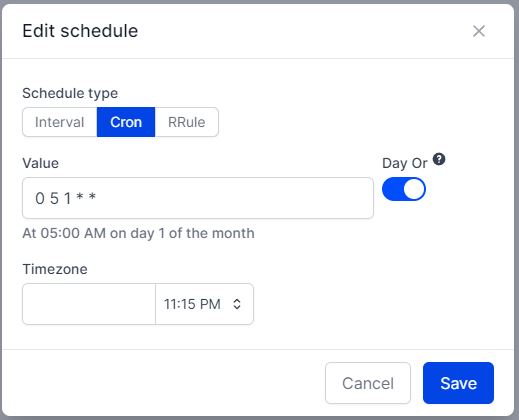 Edit schedule
Schedule type
Interval Cron RRule
Value Day Or ?
0 5 1 * *
At 05:00 AM on day 1 of the month
Timezone
11:15 PM
Cancel Save